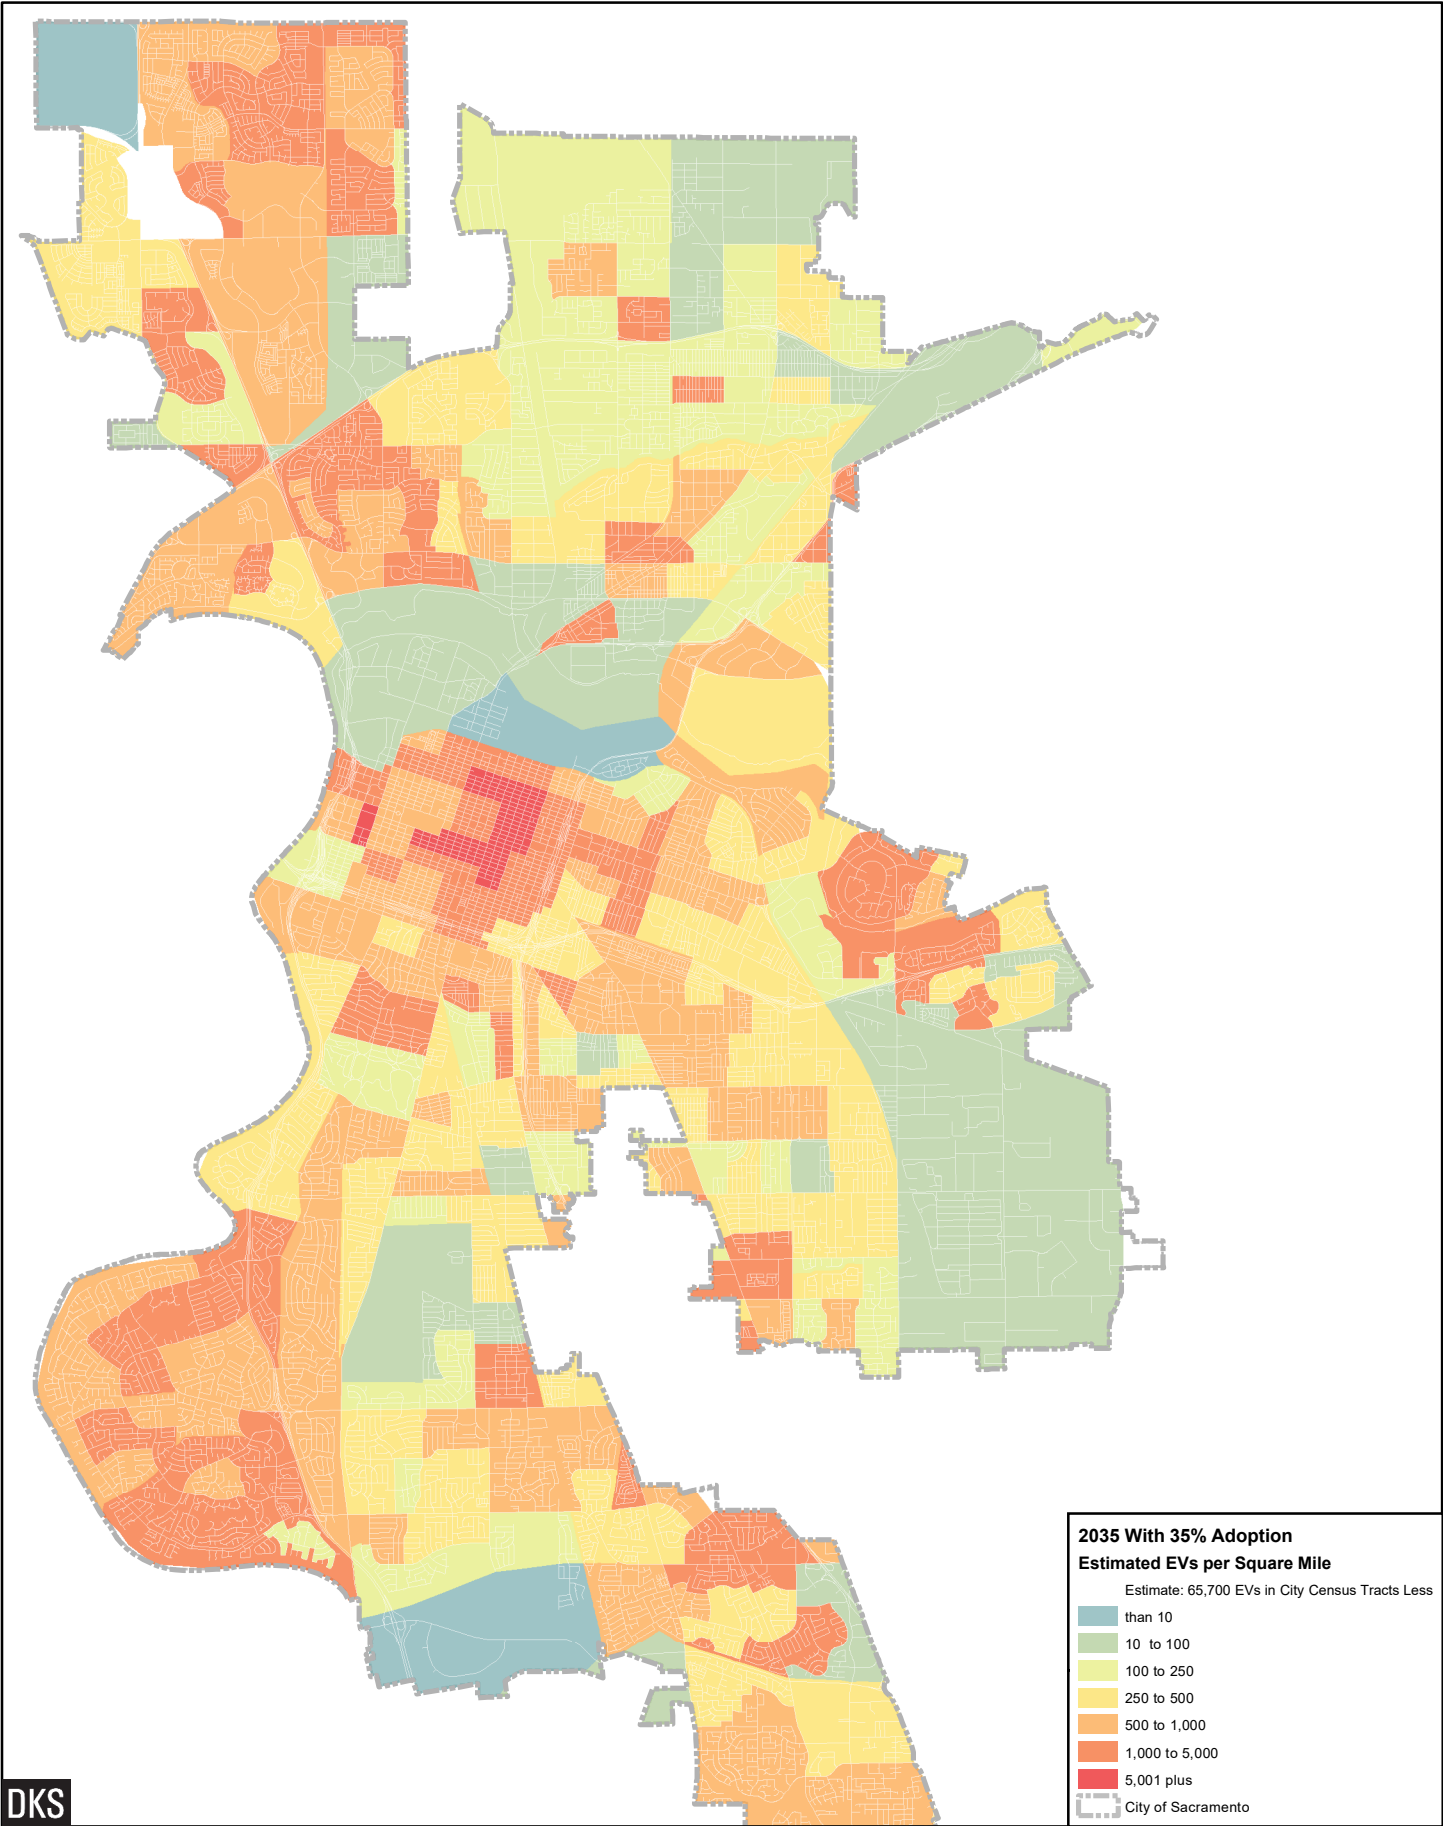 2035 With 35% Adoption
Estimated EVs per Square Mile
Estimate: 65,700 EVs in City Census Tracts Less
than 10
10 to 100
100 to 250
250 to 500
500 to 1,000
1,000 to 5,000
5,001 plus
City of Sacramento
DKS